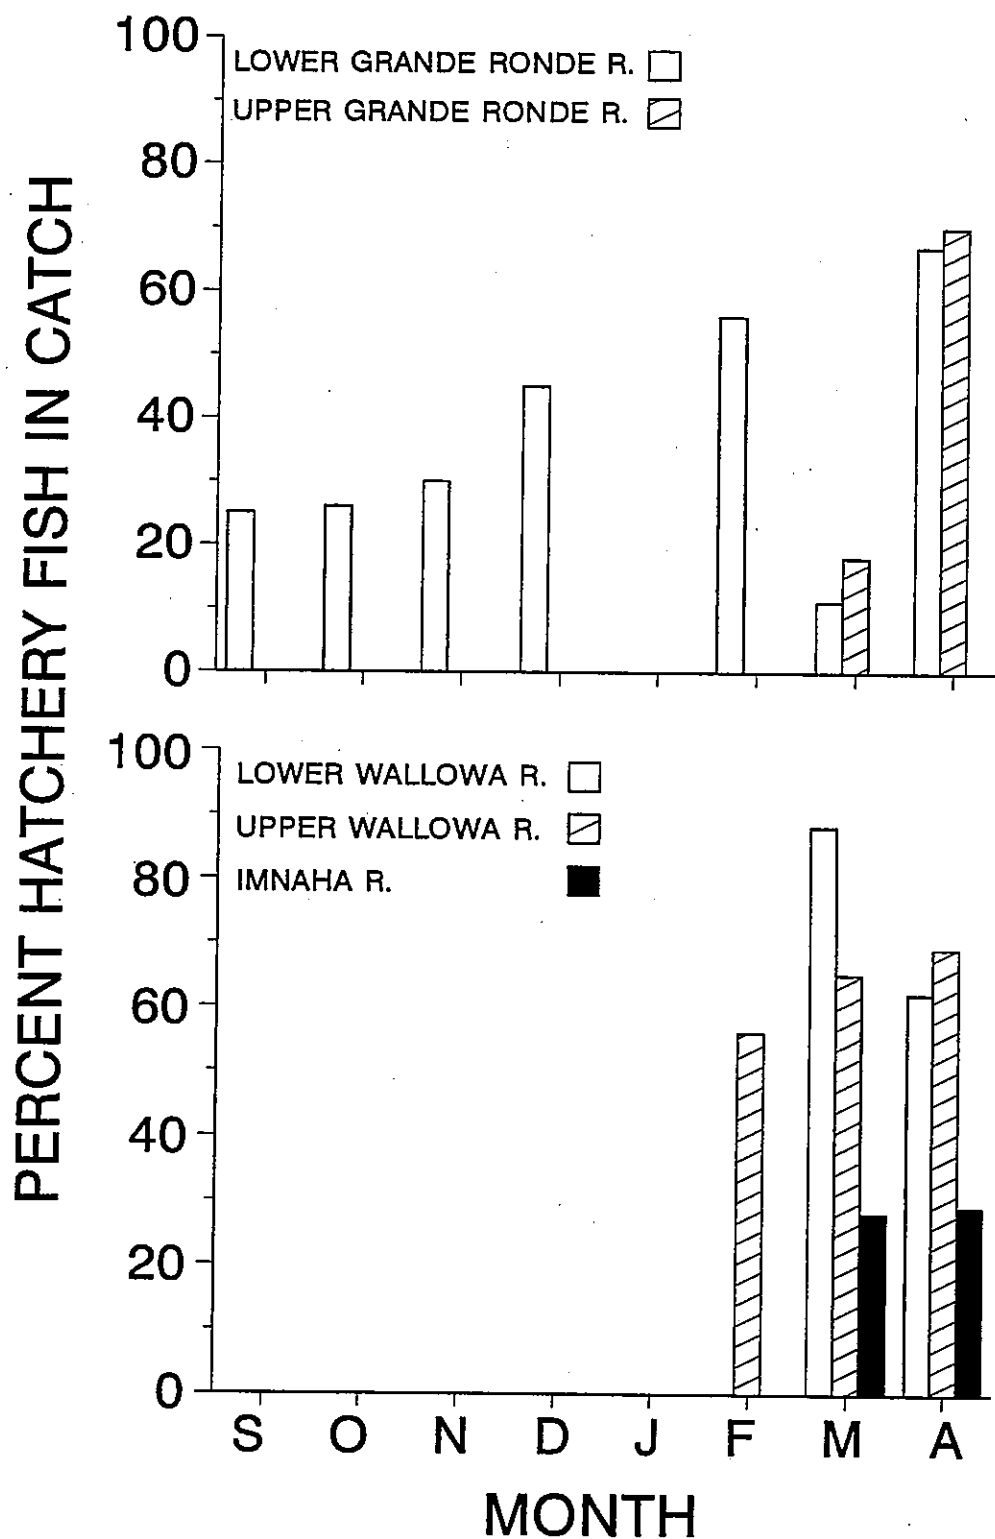 PERCENT HATCHERY FISH IN CATCH
100
LOWER GRANDE RONDE R.
UPPER GRANDE RONDE R.
80
60
40
20
0
100
LOWER WALLOWA R.
UPPER WALLOWA R.
80
IMNAHA R.
60
40
20
0
S O N D J F M A
MONTH